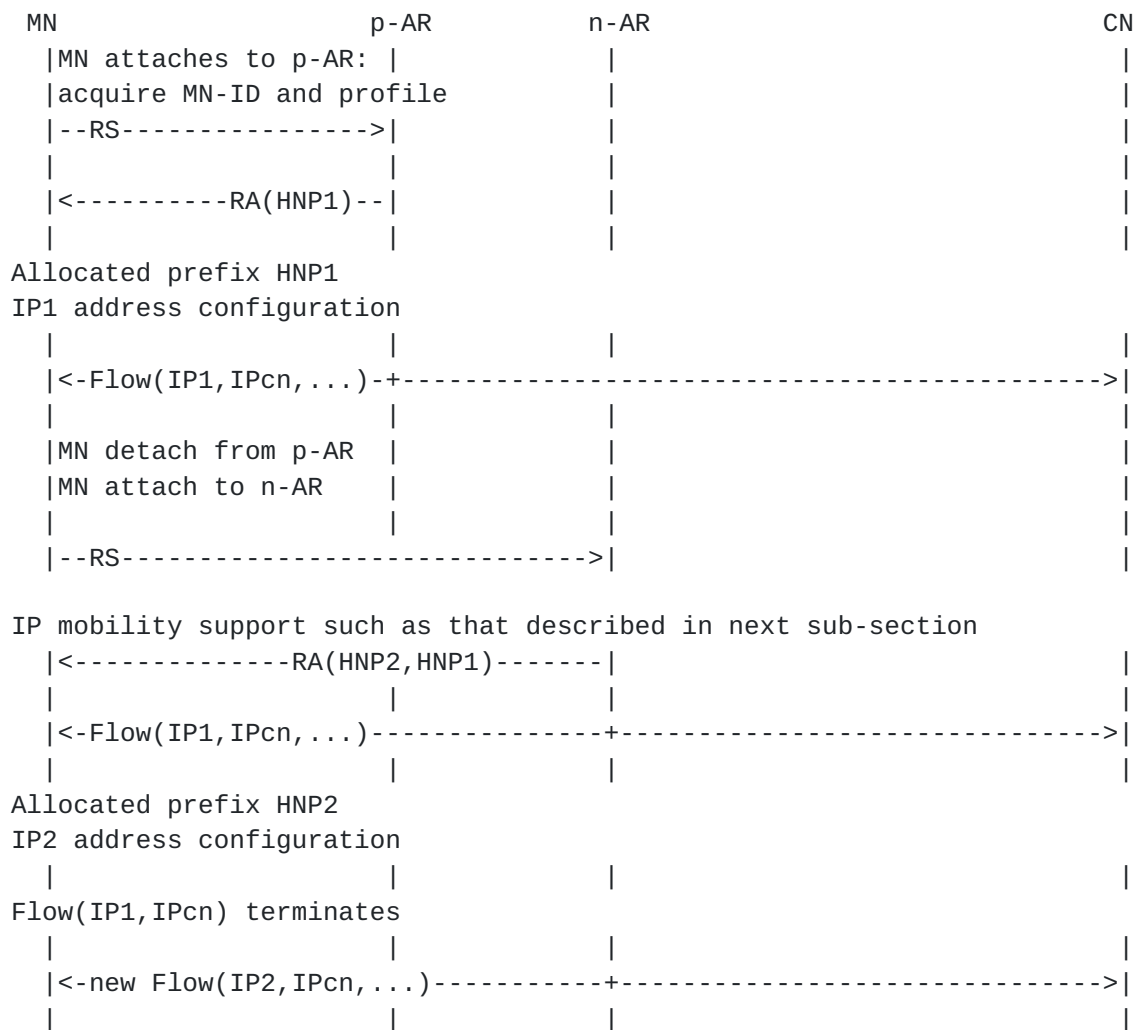 MN                    p-AR          n-AR                             CN
  |MN attaches to p-AR: |             |                                |
  |acquire MN-ID and profile          |                                |
  |--RS---------------->|             |                                |
  |                     |             |                                |
  |<----------RA(HNP1)--|             |                                |
  |                     |             |                                |
Allocated prefix HNP1
IP1 address configuration
  |                     |             |                                |
  |<-Flow(IP1,IPcn,...)-+--------------------------------------------->|
  |                     |             |                                |
  |MN detach from p-AR  |             |                                |
  |MN attach to n-AR    |             |                                |
  |                     |             |                                |
  |--RS------------------------------>|                                |

IP mobility support such as that described in next sub-section
  |<--------------RA(HNP2,HNP1)-------|                                |
  |                     |             |                                |
  |<-Flow(IP1,IPcn,...)---------------+------------------------------->|
  |                     |             |                                |
Allocated prefix HNP2
IP2 address configuration
  |                     |             |                                |
Flow(IP1,IPcn) terminates
  |                     |             |                                |
  |<-new Flow(IP2,IPcn,...)-----------+------------------------------->|
  |                     |             |                                |